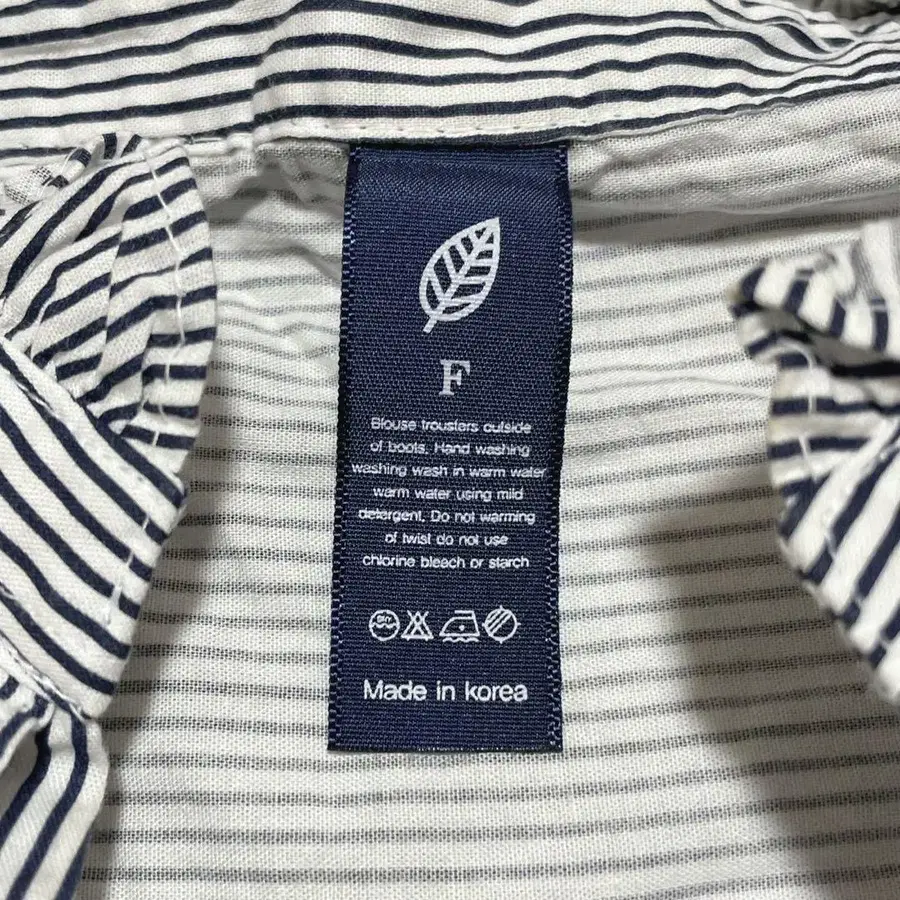 F
Blouse trousters outside
of boots. Hand washing
washing wash in warm water
warm water using mild
detergent. Do not warming
of twist do not use
chlorine bleach or starch
Made in korea